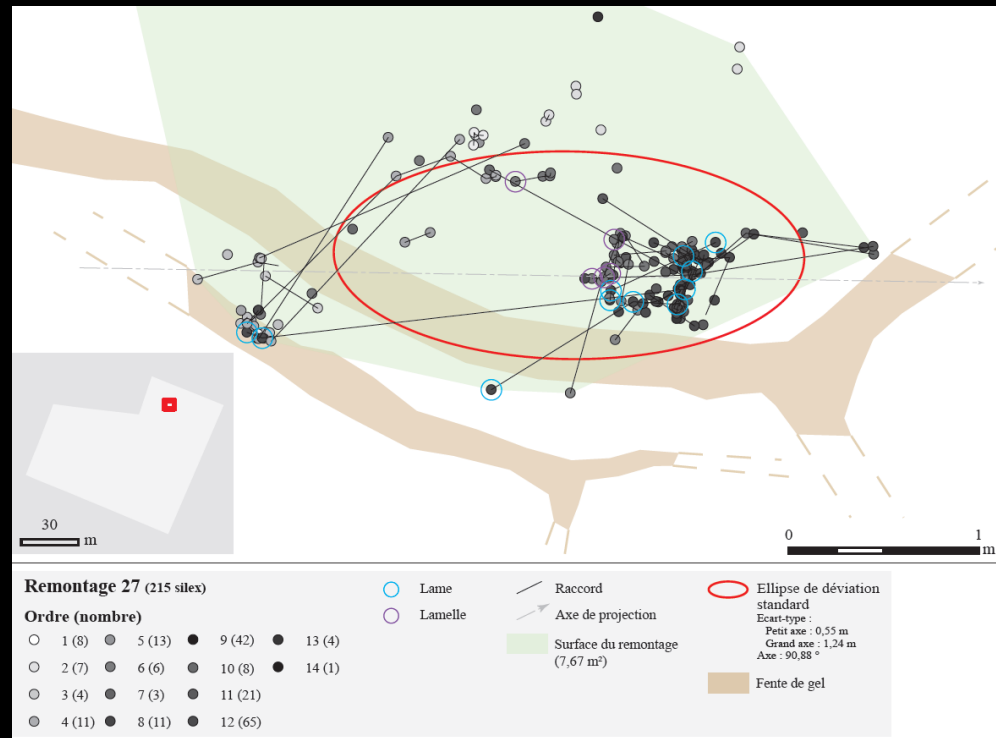 30
m
0
1
m
Remontage 27 (215 silex)
Ordre (nombre)
1 (8)
2 (7)
3 (4)
4 (11)
5 (13)
6 (6)
7 (3)
8 (11)
9 (42)
10 (8)
11 (21)
12 (65)
13 (4)
14 (1)
Lame
Lamelle
Raccord
Axe de projection
Surface du remontage
(7,67 m²)
Ellipse de déviation
standard
Ecart-type :
Petit axe : 0,55 m
Grand axe : 1,24 m
Axe : 90,88 °
Fente de gel